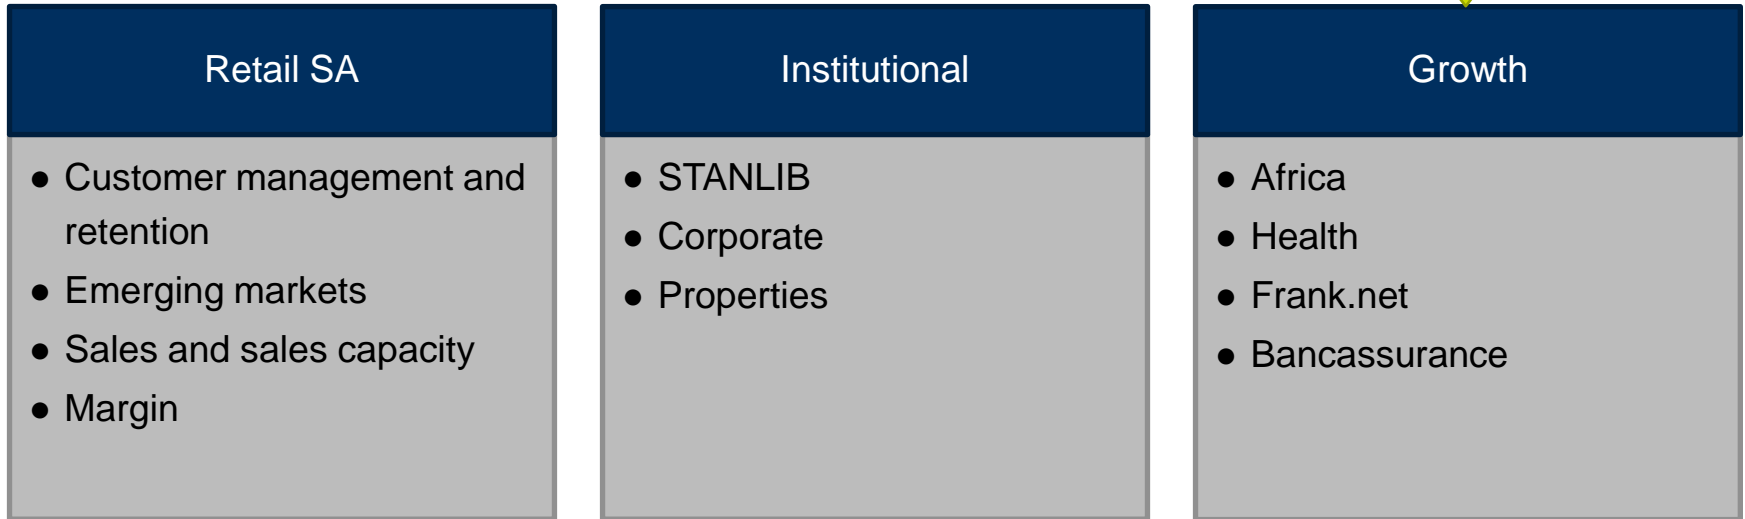 Retail SA
● Customer management and
retention
● Emerging markets
● Sales and sales capacity
● Margin
Institutional
● STANLIB
● Corporate
● Properties
Growth
● Africa
● Health
● Frank.net
● Bancassurance